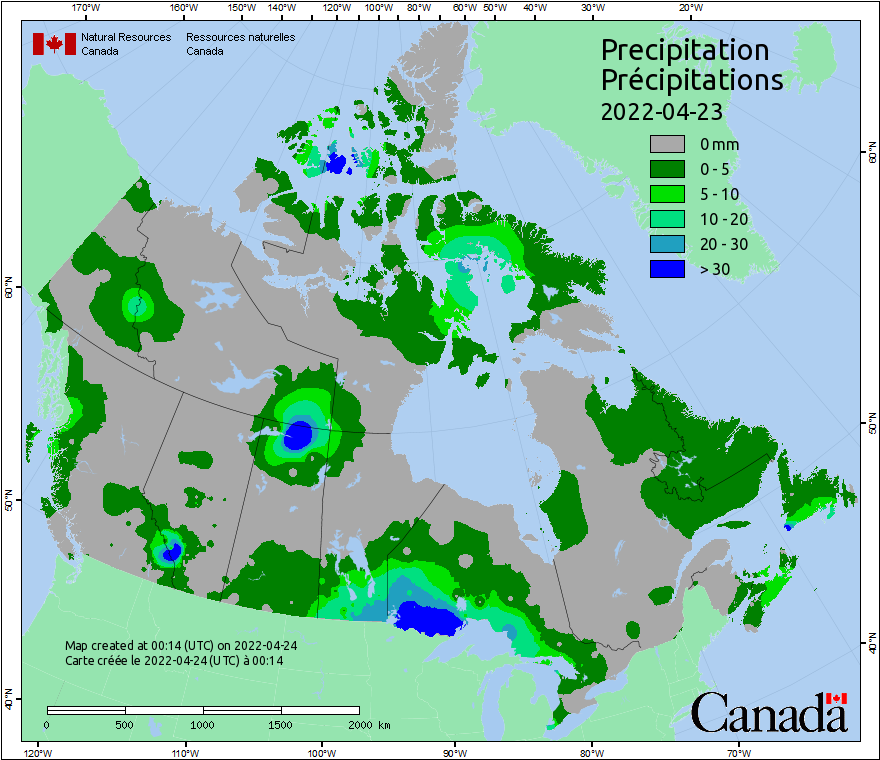 170°W 160°W 150°W 140°W 120°W 100°W 80°W 60°W 50°W 40°W 30°W 20°W
Natural Resources Canada
Ressources naturelles Canada
Precipitation
Précipitations
2022-04-23
0 mm
0 - 5
5 - 10
10 - 20
20 - 30
> 30
60°N
50°N
40°N
60°N
50°N
40°N
Map created at 00:14 (UTC) on 2022-04-24
Carte créée le 2022-04-24 (UTC) à 00:14
0 500 1000 1500 2000 km
Canada
120°W 110°W 100°W 90°W 80°W 70°W